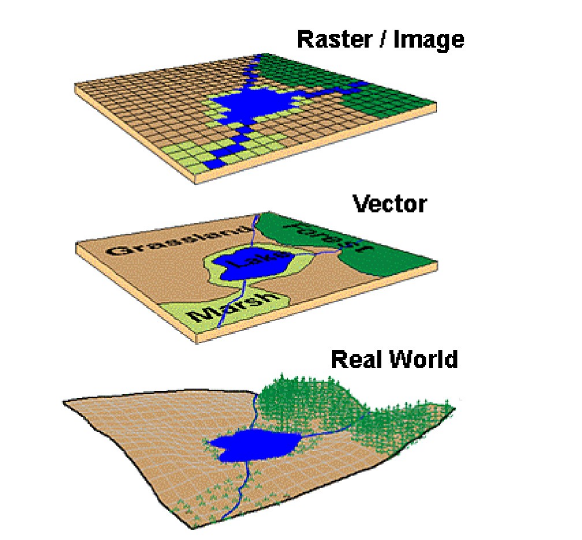 Raster / Image
Vector
Grassland
Forest
Lake
Marsh
Real World